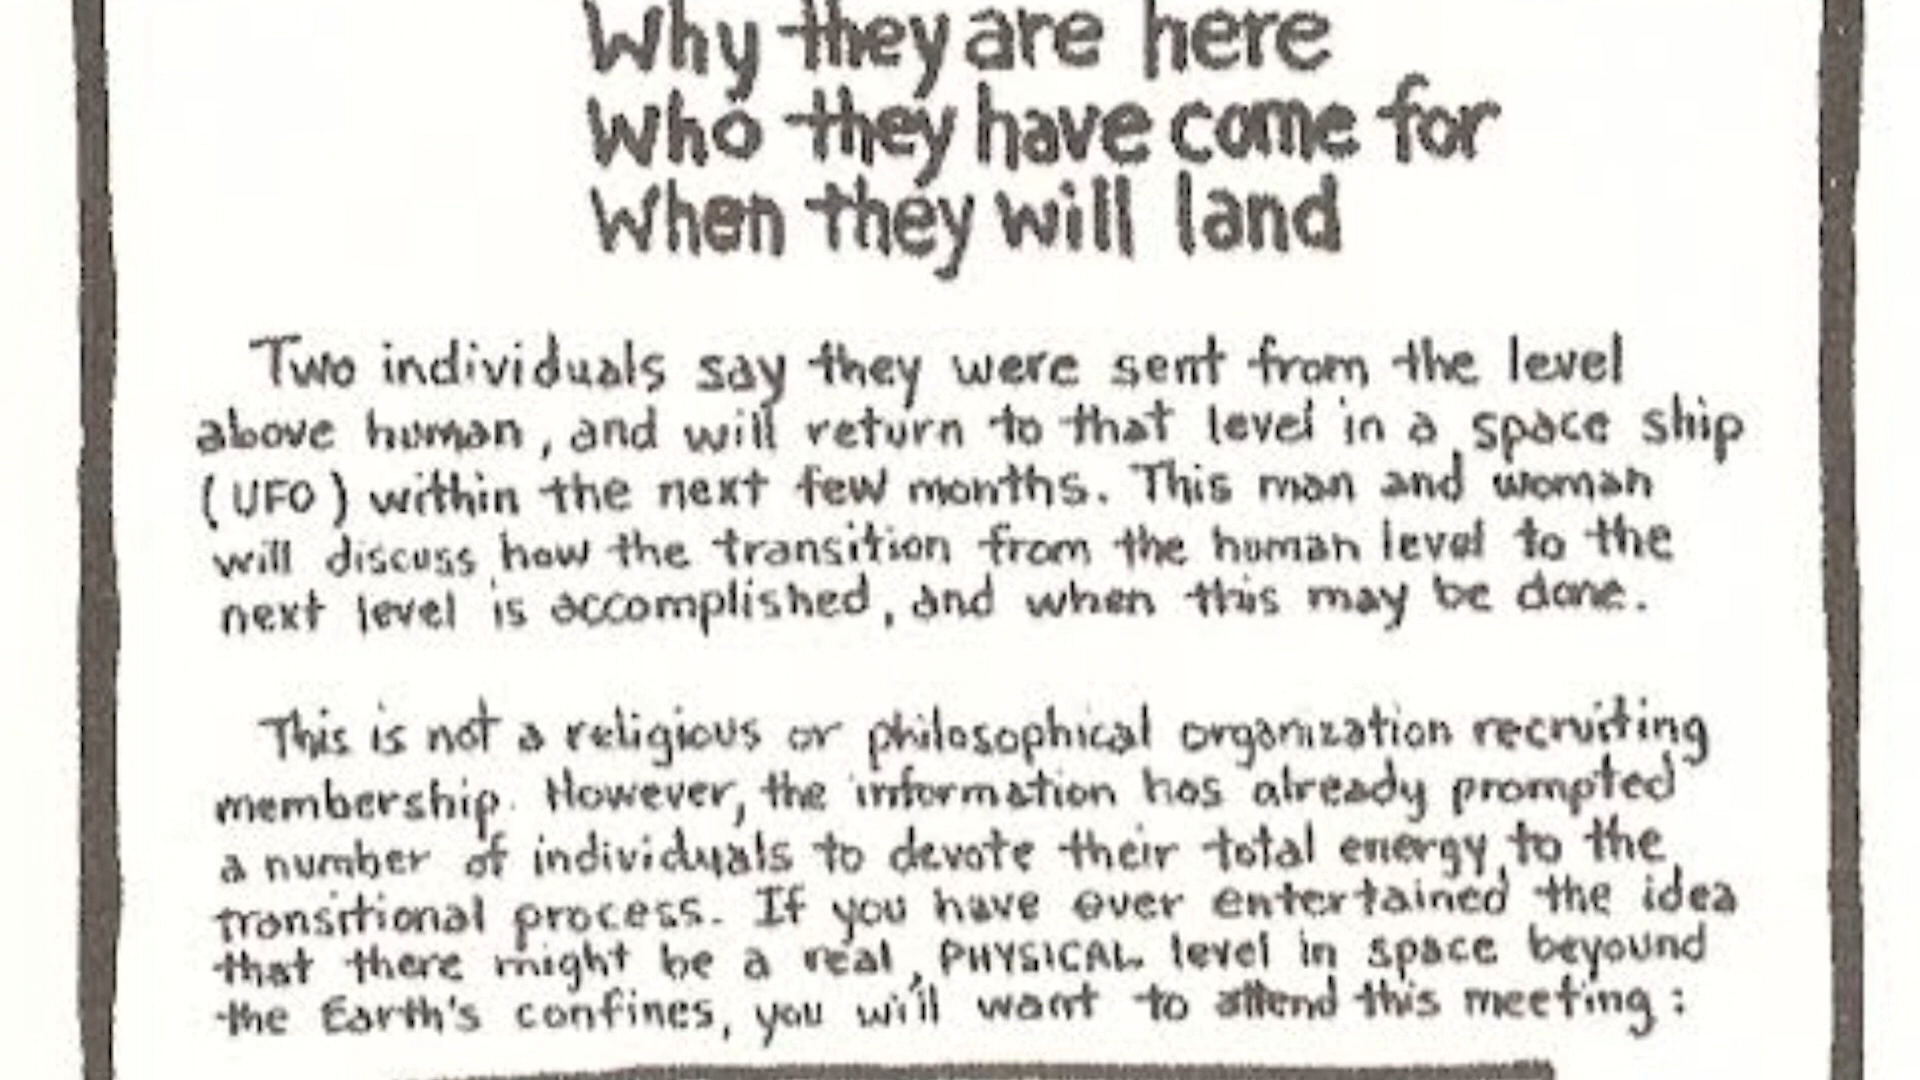 Why they are here
Who they have come for
When they will land
Two individuals say they were sent from the level
above human, and will return to that level in a space ship
(UFO) within the next few months. This man and woman
will discuss how the transition from the human level to the
next level is accomplished, and when this may be done.
This is not a religious or philosophical organization recruiting
membership. However, the information has already prompted
a number of individuals to devote their total energy to the
transitional process. If you have ever entertained the idea
that there might be a real, PHYSICAL level in space beyound
the Earth's confines, you will want to attend this meeting: